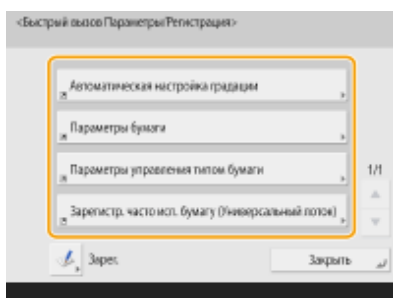 <Быстрый вызов Параметры/Регистрация>
Автоматическая настройка градации
Параметры бумаги
Параметры управления типом бумаги
Зарегистр. часто исп. бумагу (Универсальный лоток)
1/1
Зарег.
Закрыть